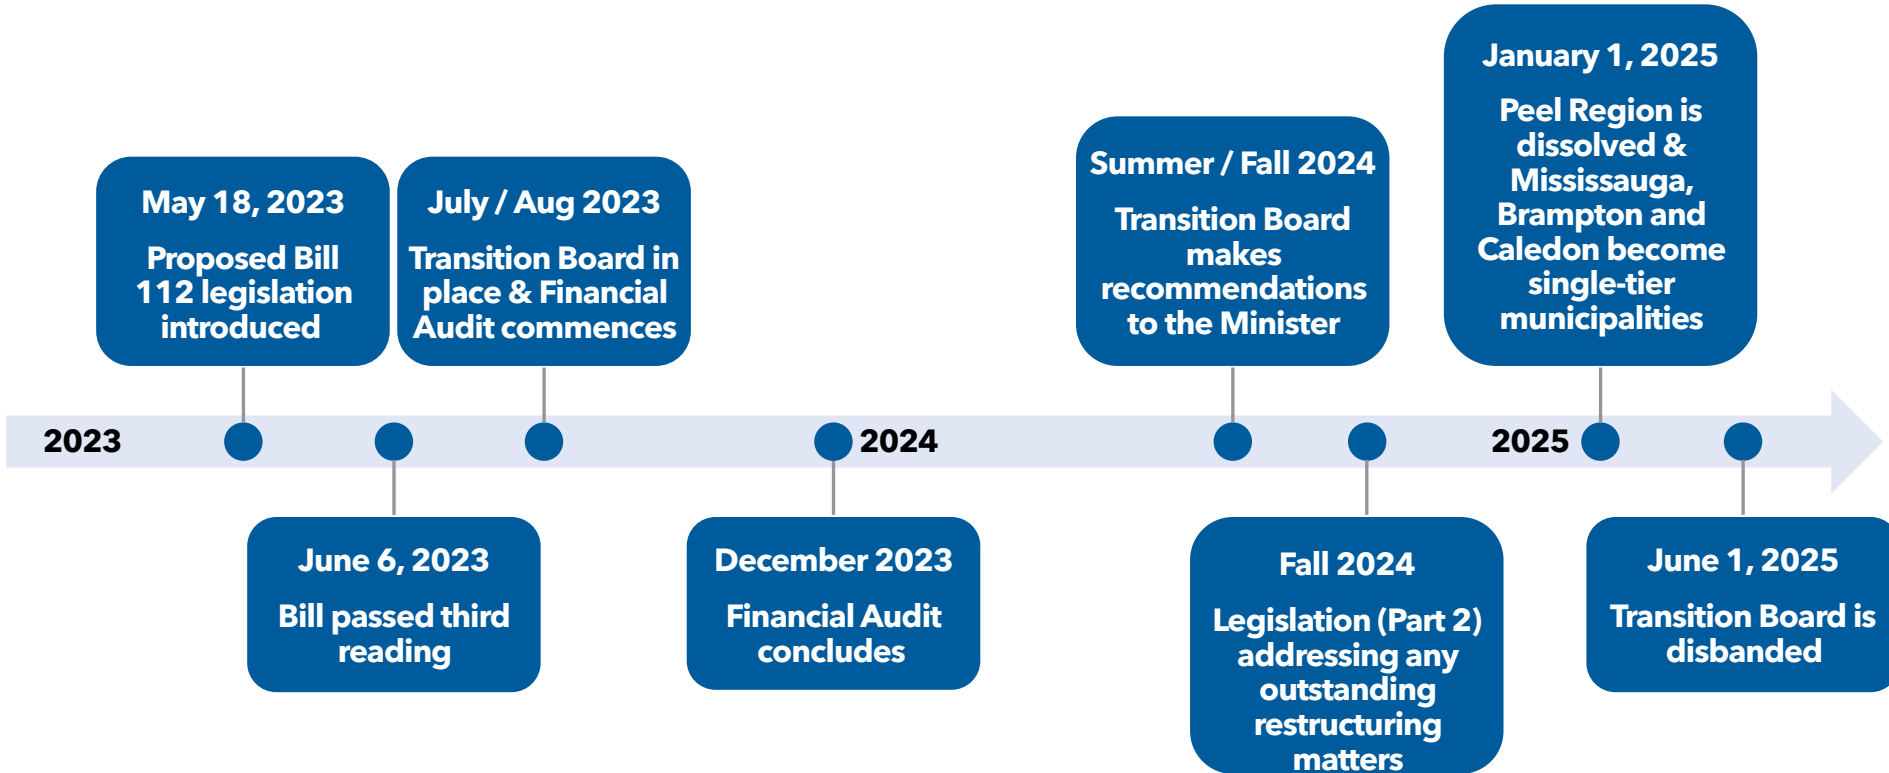 May 18, 2023
Proposed Bill
112 legislation
introduced
July / Aug 2023
Transition Board in
place & Financial
Audit commences
Summer / Fall 2024
Transition Board
makes
recommendations
to the Minister
January 1, 2025
Peel Region is
dissolved &
Mississauga,
Brampton and
Caledon become
single-tier
municipalities
2023
2024
2025
June 6, 2023
Bill passed third
reading
December 2023
Financial Audit
concludes
Fall 2024
Legislation (Part 2)
addressing any
outstanding
restructuring
matters
June 1, 2025
Transition Board is
disbanded